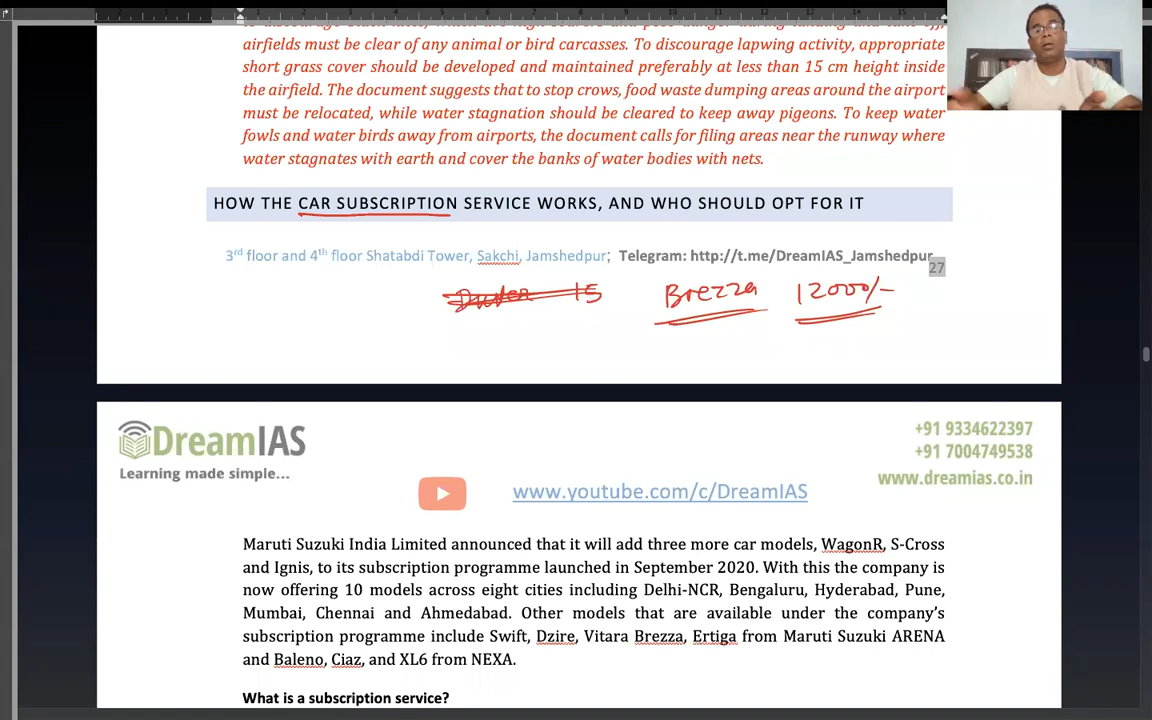 airfields must be clear of any animal or bird carcasses. To discourage lapwing activity, appropriate
short grass cover should be developed and maintained preferably at less than 15 cm height inside
the airfield. The document suggests that to stop crows, food waste dumping areas around the airport
must be relocated, while water stagnation should be cleared to keep away pigeons. To keep water
fowls and water birds away from airports, the document calls for filing areas near the runway where
water stagnates with earth and cover the banks of water bodies with nets.
HOW THE CAR SUBSCRIPTION SERVICE WORKS, AND WHO SHOULD OPT FOR IT
3rd floor and 4th floor Shatabdi Tower, Sakchi, Jamshedpur; Telegram: http://t.me/DreamIAS_Jamshedpur
27
15 Brezza 12000/-
DreamIAS
Learning made simple...
+91 9334622397
+91 7004749538
www.dreamias.co.in
www.youtube.com/c/DreamIAS
Maruti Suzuki India Limited announced that it will add three more car models, WagonR, S-Cross
and Ignis, to its subscription programme launched in September 2020. With this the company is
now offering 10 models across eight cities including Delhi-NCR, Bengaluru, Hyderabad, Pune,
Mumbai, Chennai and Ahmedabad. Other models that are available under the company's
subscription programme include Swift, Dzire, Vitara Brezza, Ertiga from Maruti Suzuki ARENA
and Baleno, Ciaz, and XL6 from NEXA.
What is a subscription service?